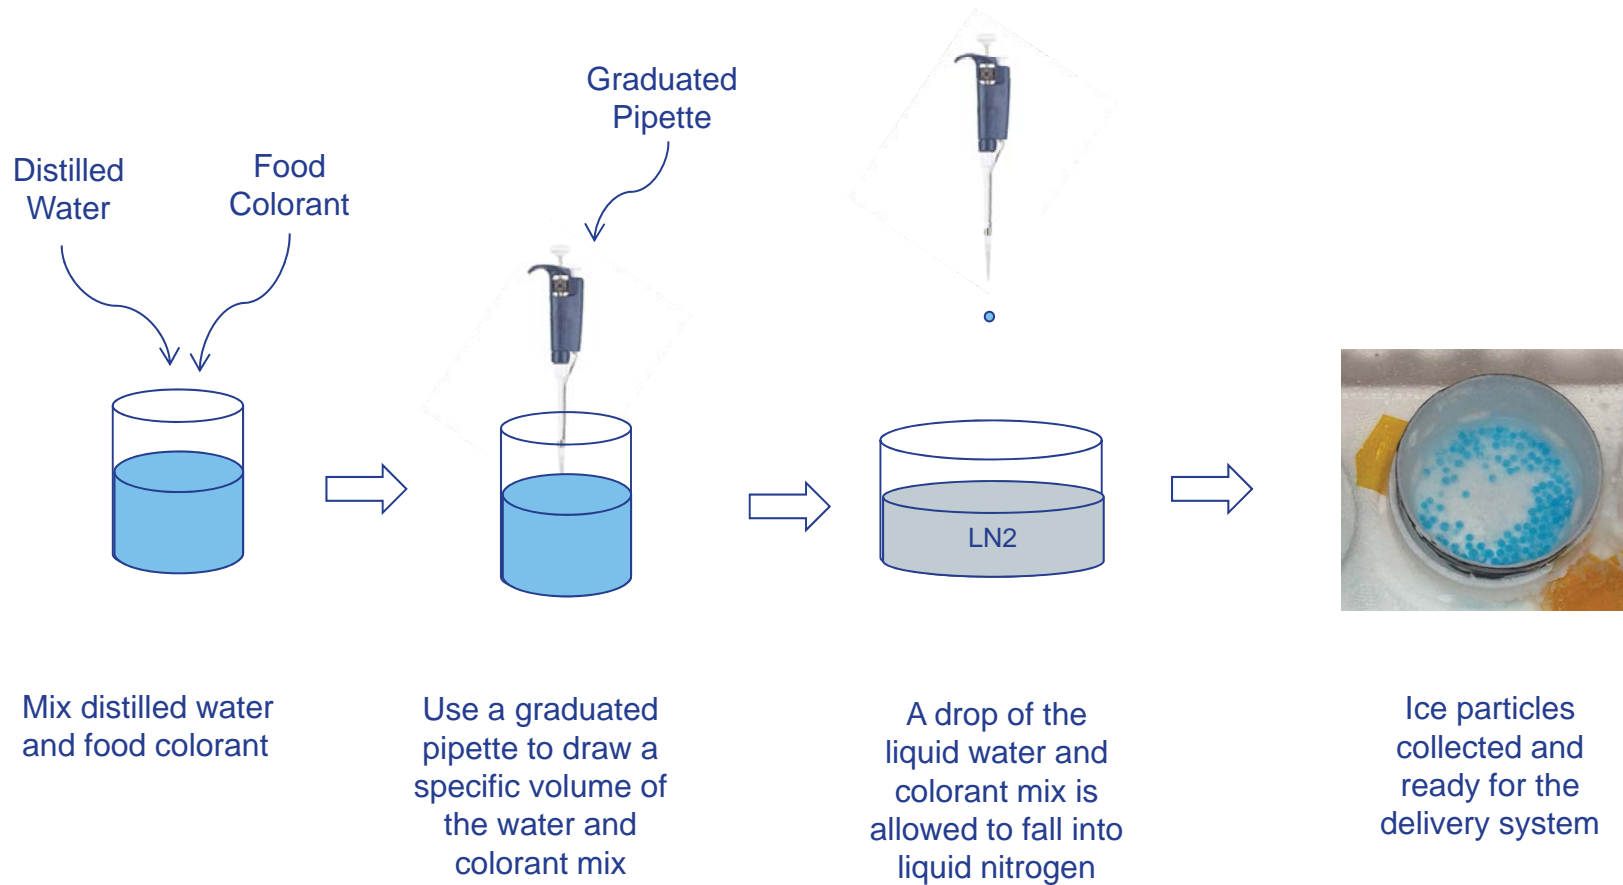 Distilled
Water
Food
Colorant
Graduated
Pipette
LN2
Mix distilled water
and food colorant
Use a graduated
pipette to draw a
specific volume of
the water and
colorant mix
A drop of the
liquid water and
colorant mix is
allowed to fall into
liquid nitrogen
Ice particles
collected and
ready for the
delivery system